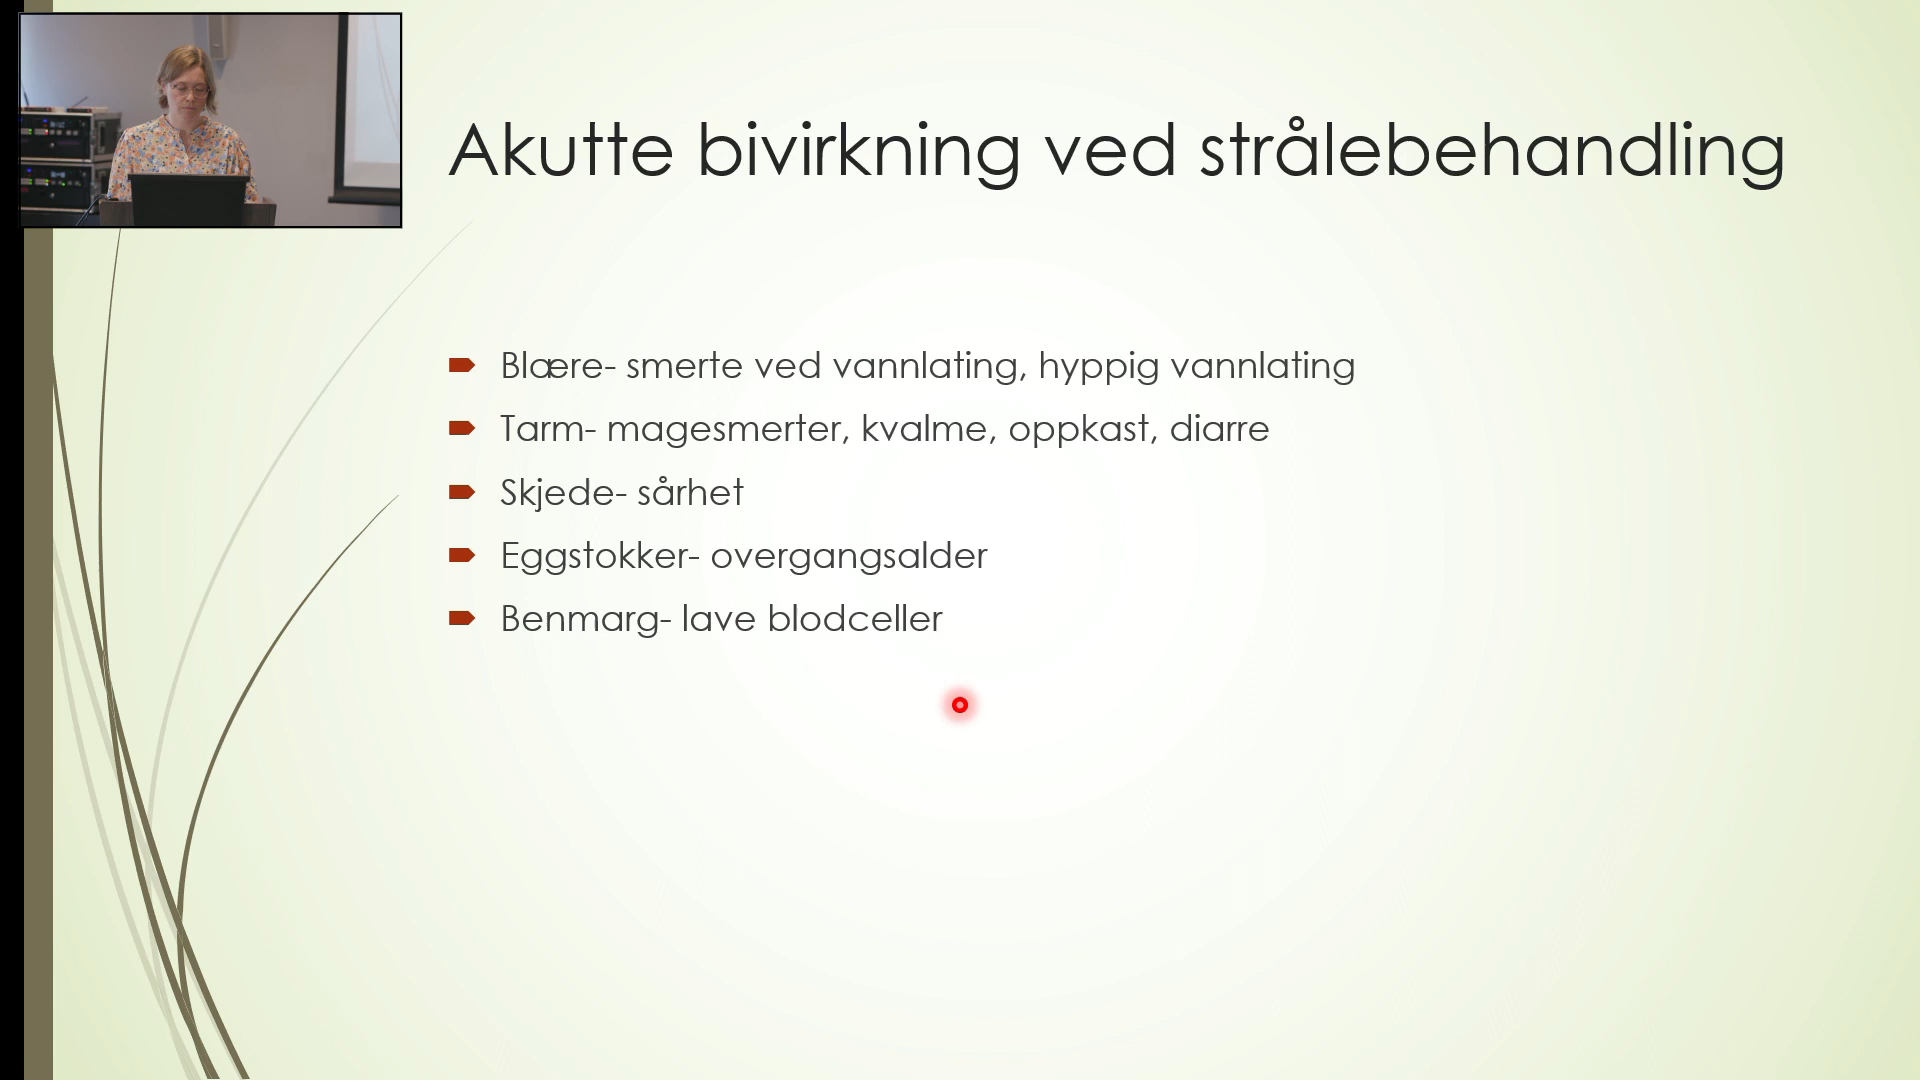 Akutte bivirkning ved strålebehandling
Blære- smerte ved vannlating, hyppig vannlating
Tarm- magesmerter, kvalme, oppkast, diarre
Skjede- sårhet
Eggstokker- overgangsalder
Benmarg- lave blodceller